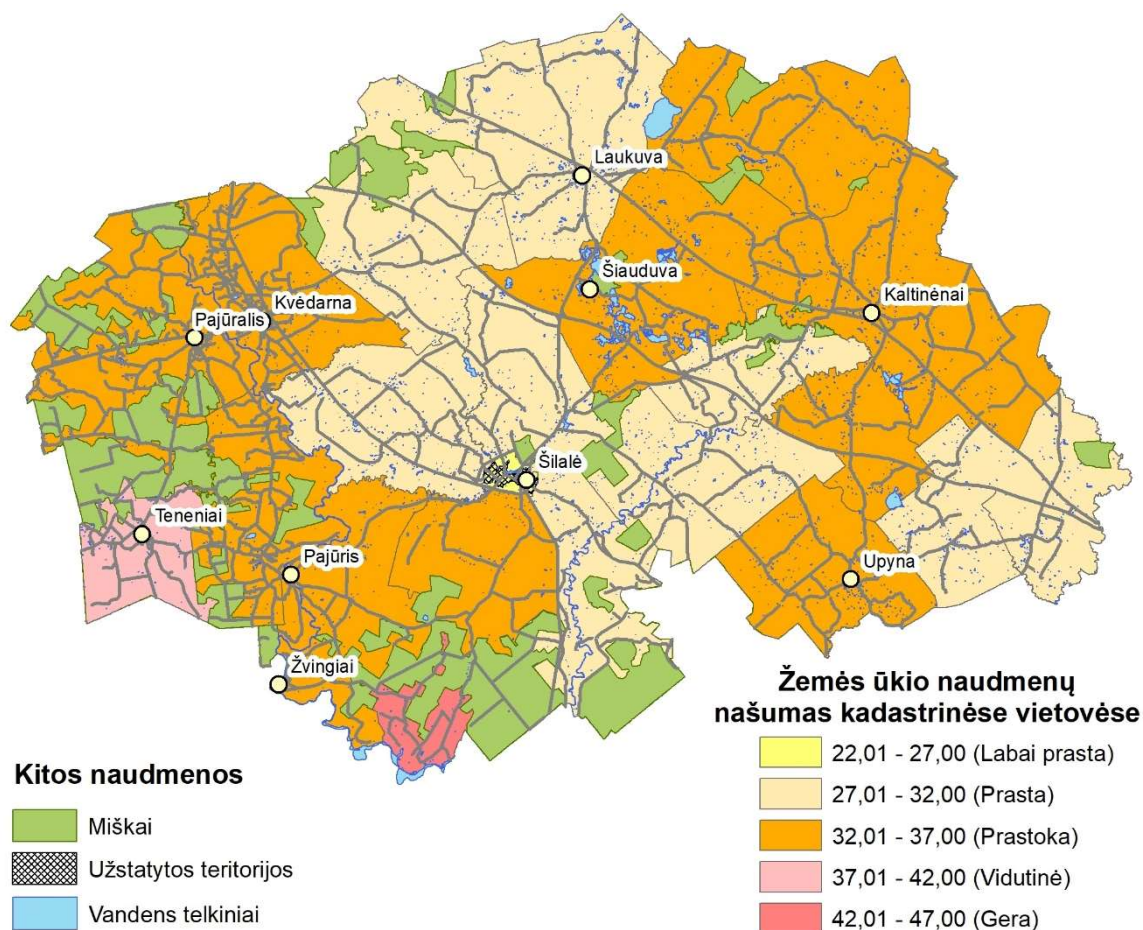 Laukuva
Šiauduva
Kaltinėnai
Kvėdarna
Pajūralis
Šilalė
Teneniai
Pajūris
Upyna
Žvingiai
Žemės ūkio naudmenų
našumas kadastrinėse vietovėse
22,01 - 27,00 (Labai prasta)
27,01 - 32,00 (Prasta)
32,01 - 37,00 (Prastoka)
37,01 - 42,00 (Vidutinė)
42,01 - 47,00 (Gera)
Kitos naudmenos
Miškai
Užstatytos teritorijos
Vandens telkiniai